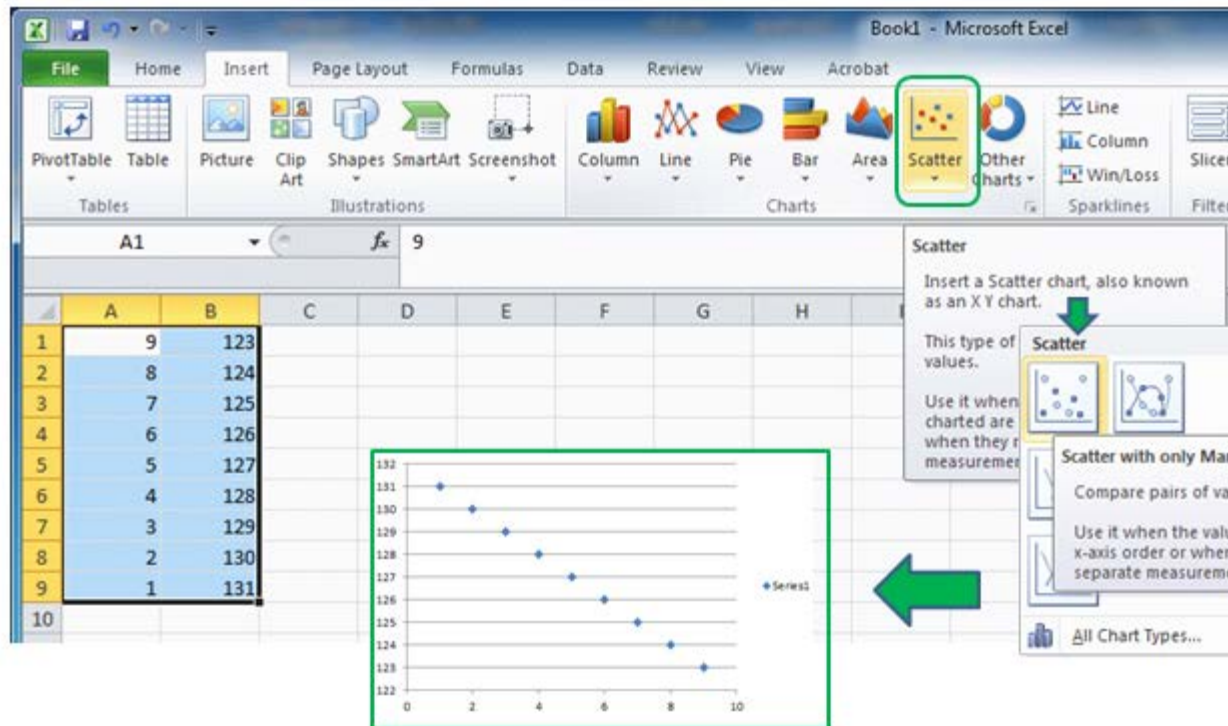 Book1 - Microsoft Excel
File Home Insert Page Layout Formulas Data Review View Acrobat
PivotTable Table Picture Clip Art Shapes SmartArt Screenshot Column Line Pie Bar Area Scatter Other Charts Line
Column
Win/Loss
Slicer
Tables Illustrations Charts Sparklines Filter
A1 fx 9
A B C D E F G H
1 9 123
2 8 124
3 7 125
4 6 126
5 5 127
6 4 128
7 3 129
8 2 130
9 1 131
10
Scatter
Insert a Scatter chart, also known
as an X Y chart.
This type of
values.
Use it when
charted are
when they
Scatter
Scatter with only
Compare pairs of
Use it when the
x-axis order or
separate
All Chart Types...
132
131
130
129
128
127
126
125
124
123
122
0 2 4 6 8 10
Series1